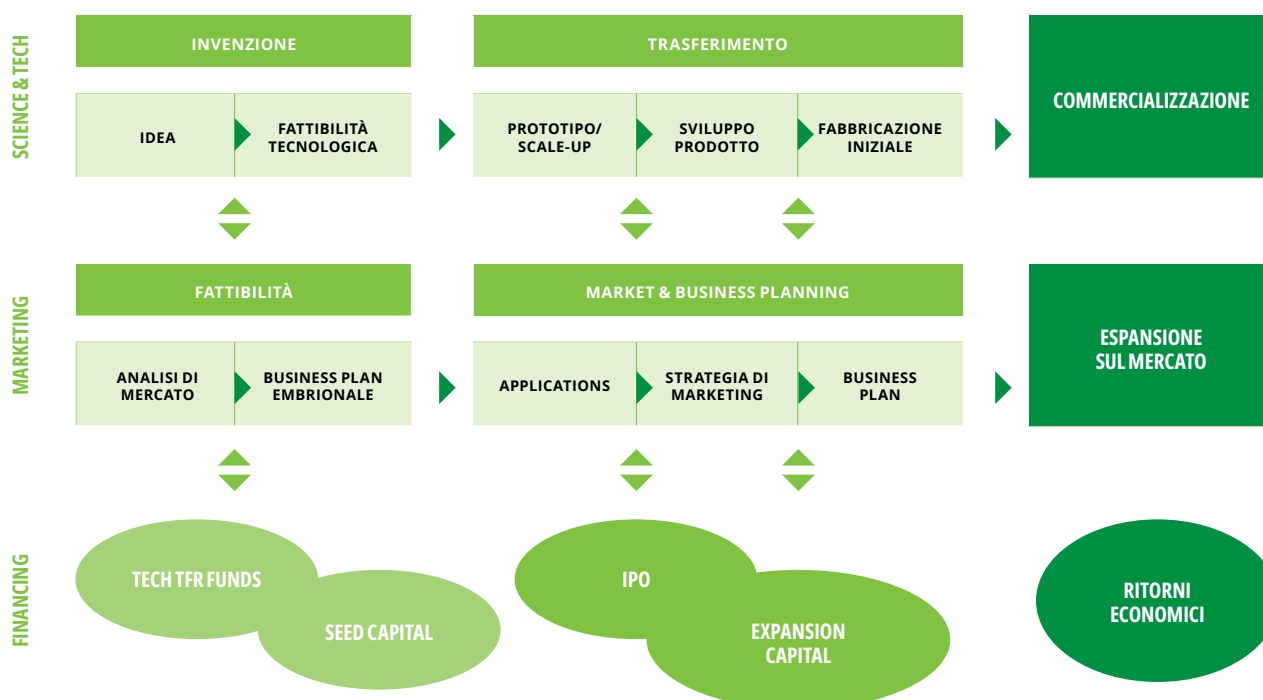 SCIENCE & TECH
INVENZIONE
TRASFERIMENTO
COMMERCIALIZZAZIONE
IDEA
FATTIBILITÀ
TECNOLOGICA
PROTOTIPO/
SCALE-UP
SVILUPPO
PRODOTTO
FABBRICAZIONE
INIZIALE
MARKETING
FATTIBILITÀ
MARKET & BUSINESS PLANNING
ESPANSIONE
SUL MERCATO
ANALISI DI
MERCATO
BUSINESS PLAN
EMBRIONALE
APPLICATIONS
STRATEGIA DI
MARKETING
BUSINESS
PLAN
FINANCING
TECH TFR FUNDS
SEED CAPITAL
IPO
EXPANSION
CAPITAL
RITORNI
ECONOMICI